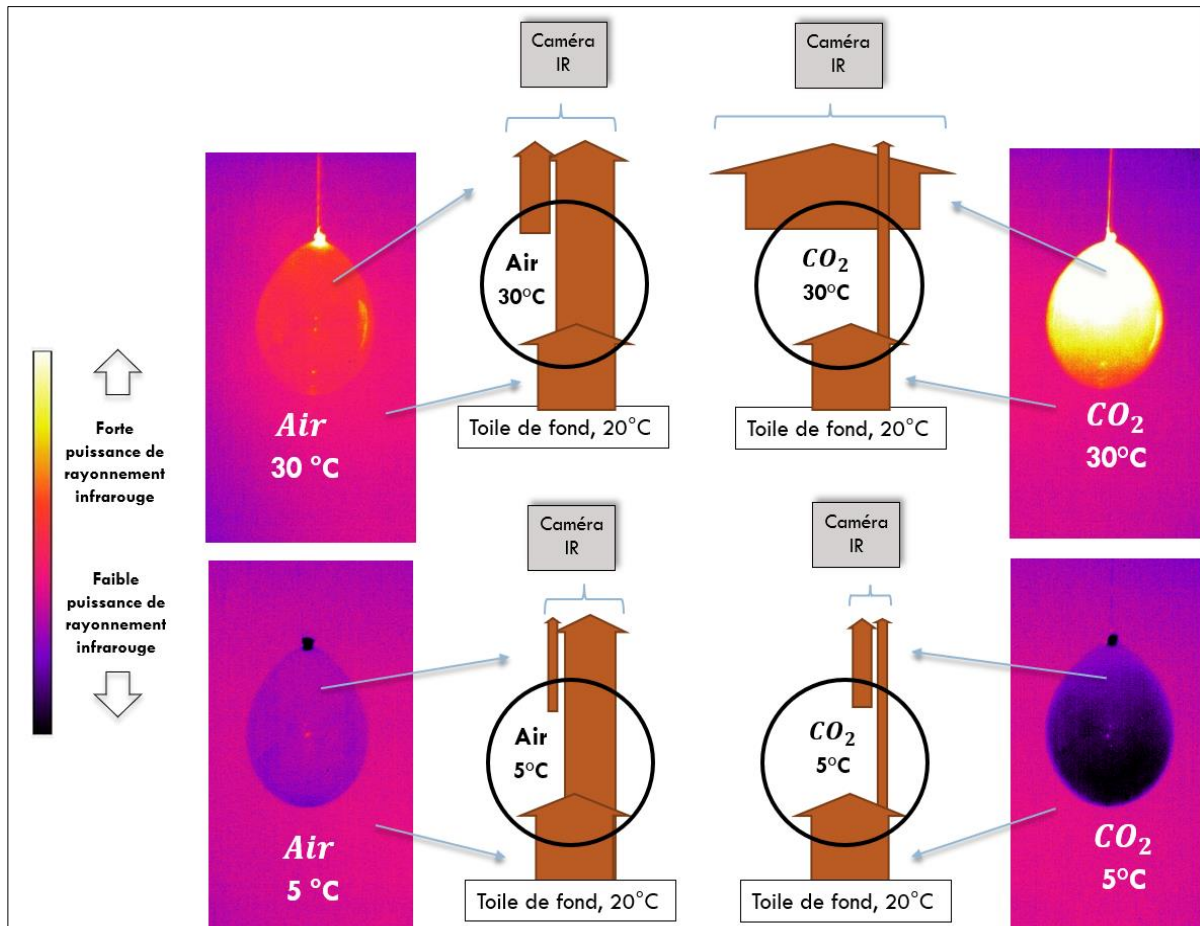 Caméra
IR
Caméra
IR
Air
30°C
CO₂
30°C
Forte
puissance de
rayonnement
infrarouge
Air
30 °C
Toile de fond, 20°C
Toile de fond, 20°C
CO₂
30°C
Caméra
IR
Caméra
IR
Faible
puissance de
rayonnement
infrarouge
Air
5°C
CO₂
5°C
Air
5 °C
Toile de fond, 20°C
Toile de fond, 20°C
CO₂
5°C